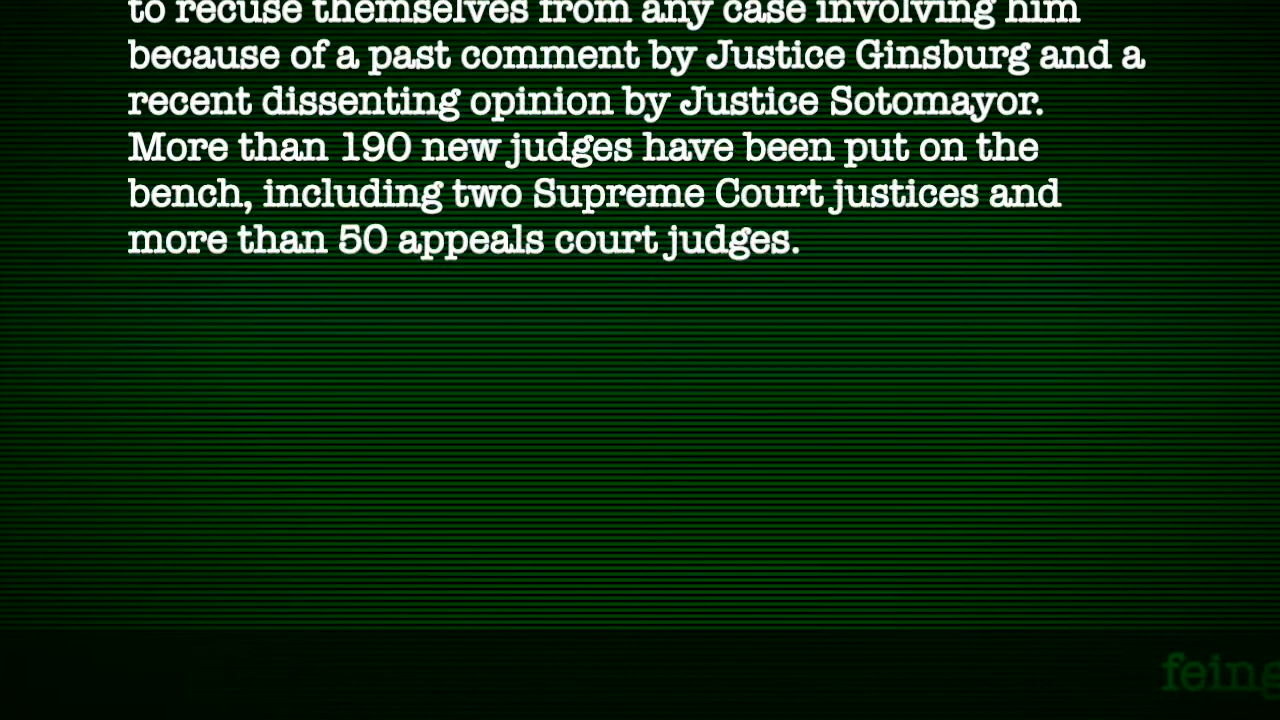 to recuse themselves from any case involving him
because of a past comment by Justice Ginsburg and a
recent dissenting opinion by Justice Sotomayor.
More than 190 new judges have been put on the
bench, including two Supreme Court justices and
more than 50 appeals court judges.
feing